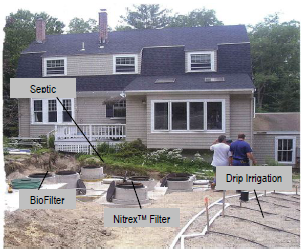 Septic
Drip Irrigation
BioFilter
Nitrex™ Filter